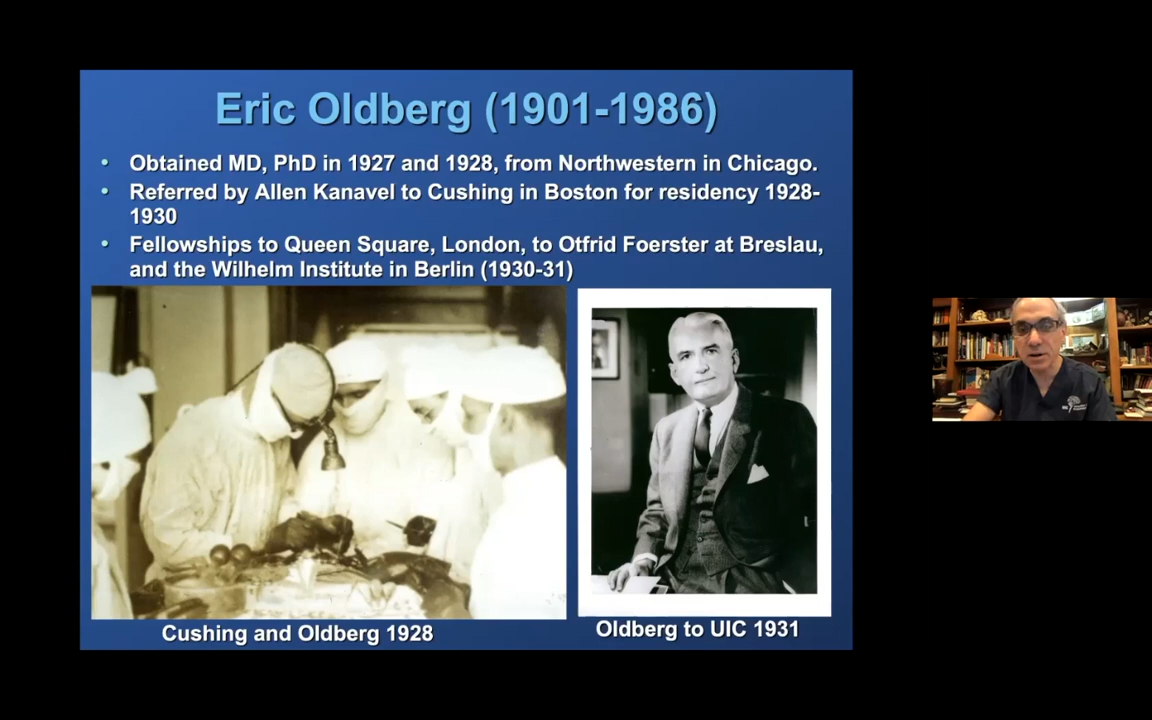 Eric Oldberg (1901-1986)
• Obtained MD, PhD in 1927 and 1928, from Northwestern in Chicago.
• Referred by Allen Kanavel to Cushing in Boston for residency 1928-
1930
• Fellowships to Queen Square, London, to Otfrid Foerster at Breslau,
and the Wilhelm Institute in Berlin (1930-31)
Cushing and Oldberg 1928
Oldberg to UIC 1931